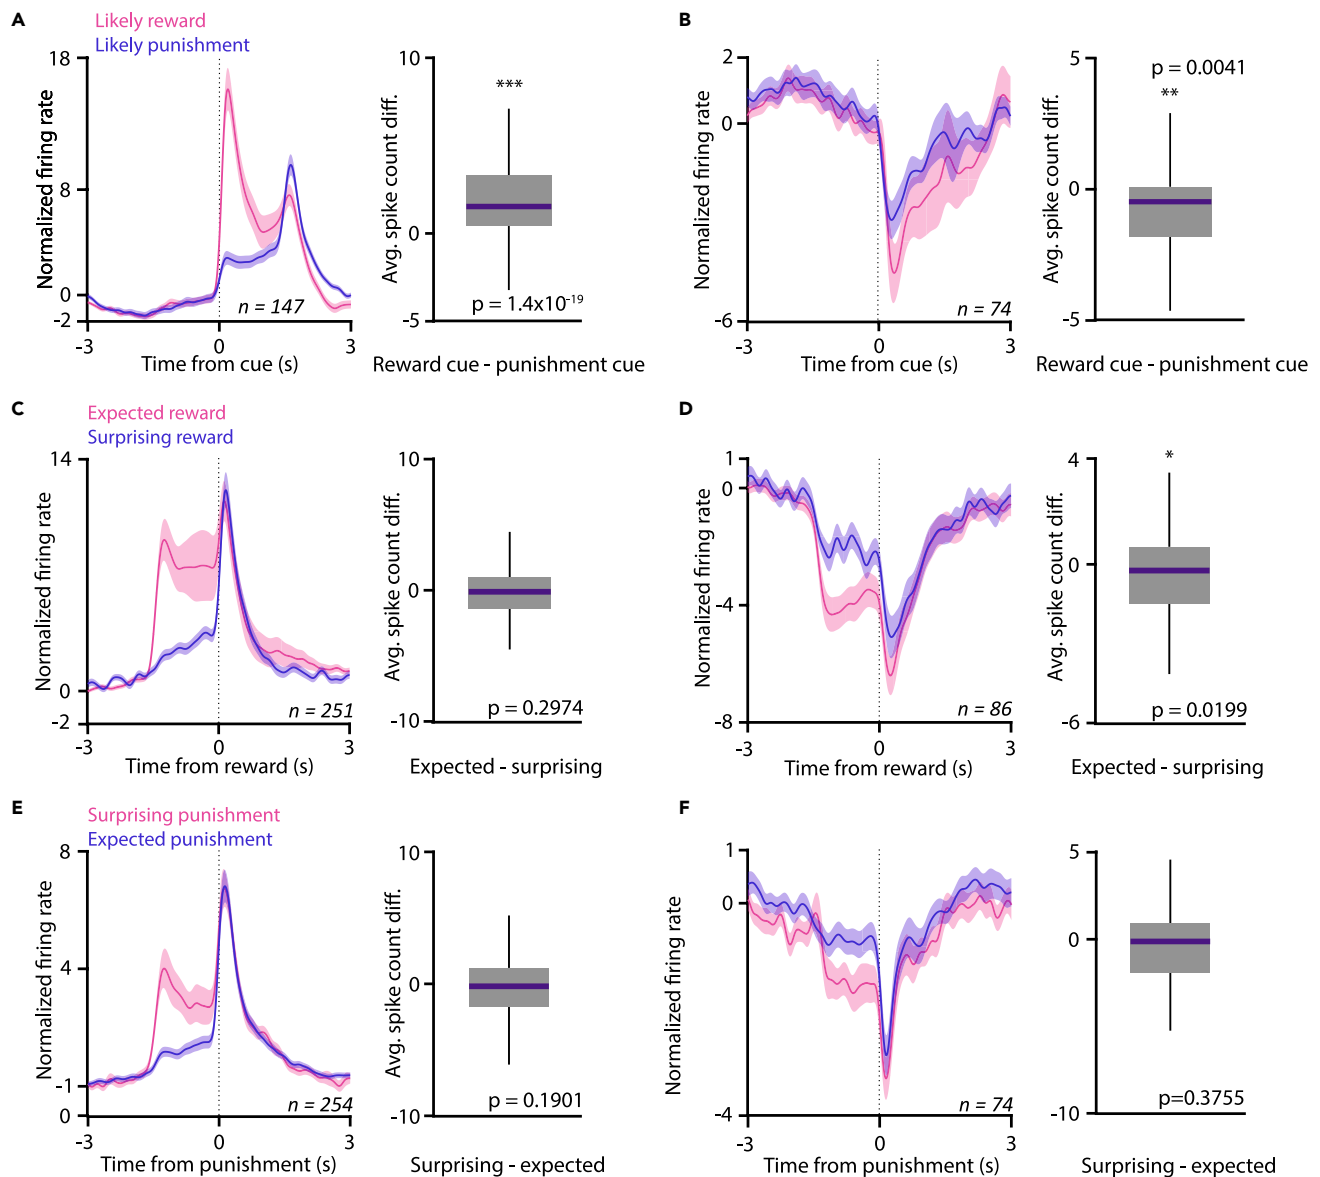 A
Likely reward
Likely punishment
Normalized firing rate
18
8
0
-2
n = 147
-3
0
3
Time from cue (s)
Avg. spike count diff.
10
0
-5
***
p = 1.4x10-19
Reward cue - punishment cue
B
Normalized firing rate
2
0
-6
n = 74
-3
0
3
Time from cue (s)
Avg. spike count diff.
5
0
-5
p = 0.0041
**
Reward cue - punishment cue
C
Expected reward
Surprising reward
Normalized firing rate
14
0
-2
n = 251
-3
0
3
Time from reward (s)
Avg. spike count diff.
10
0
-10
p = 0.2974
Expected - surprising
D
Normalized firing rate
1
0
-4
-8
n = 86
-3
0
3
Time from reward (s)
Avg. spike count diff.
4
0
-6
*
p = 0.0199
Expected - surprising
E
Surprising punishment
Expected punishment
Normalized firing rate
8
4
-1
0
n = 254
-3
0
3
Time from punishment (s)
Avg. spike count diff.
10
0
-10
p = 0.1901
Surprising - expected
F
Normalized firing rate
1
0
-4
n = 74
-3
0
3
Time from punishment (s)
Avg. spike count diff.
5
0
-10
p=0.3755
Surprising - expected